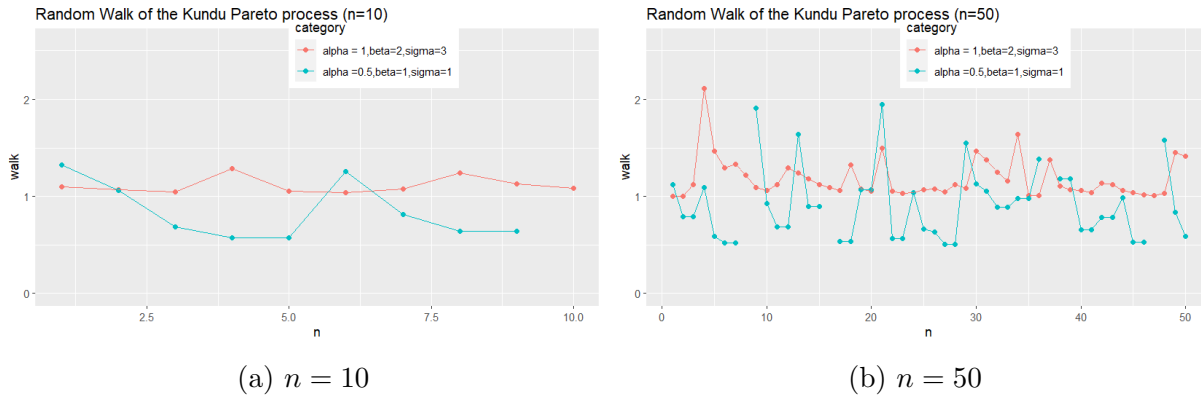 Random Walk of the Kundu Pareto process (n=10)
category
alpha = 1,beta=2,sigma=3
alpha =0.5,beta=1,sigma=1
2
1
0
walk
2.5
5.0
7.5
10.0
n
(a) n = 10
Random Walk of the Kundu Pareto process (n=50)
category
alpha = 1,beta=2,sigma=3
alpha =0.5,beta=1,sigma=1
2
1
0
walk
0
10
20
30
40
50
n
(b) n = 50